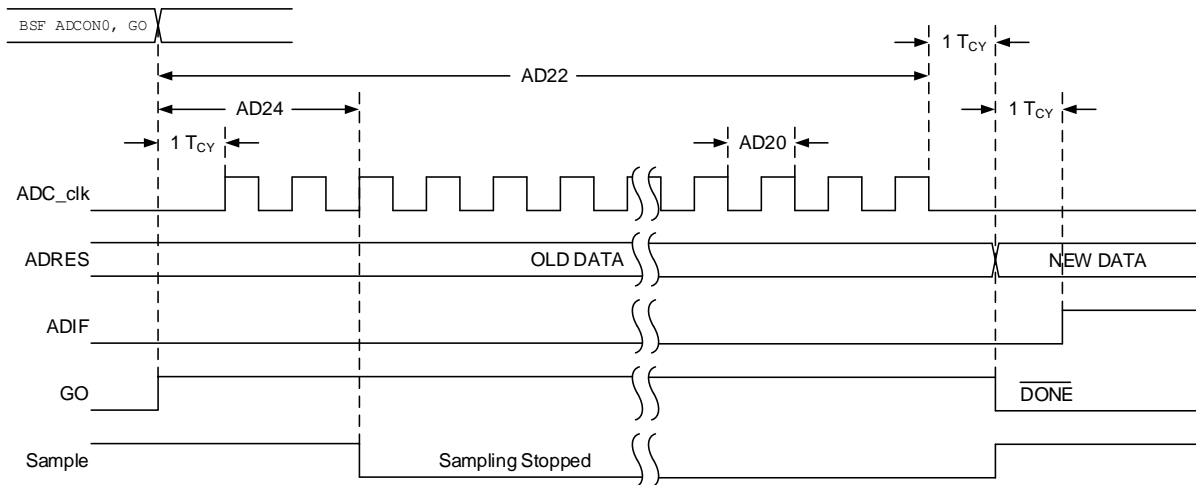 BSF ADCON0, GO
1 TCY
AD22
AD24
1 TCY
1 TCY
AD20
ADC_clk
ADRES
OLD DATA
NEW DATA
ADIF
GO
DONE
Sample
Sampling Stopped